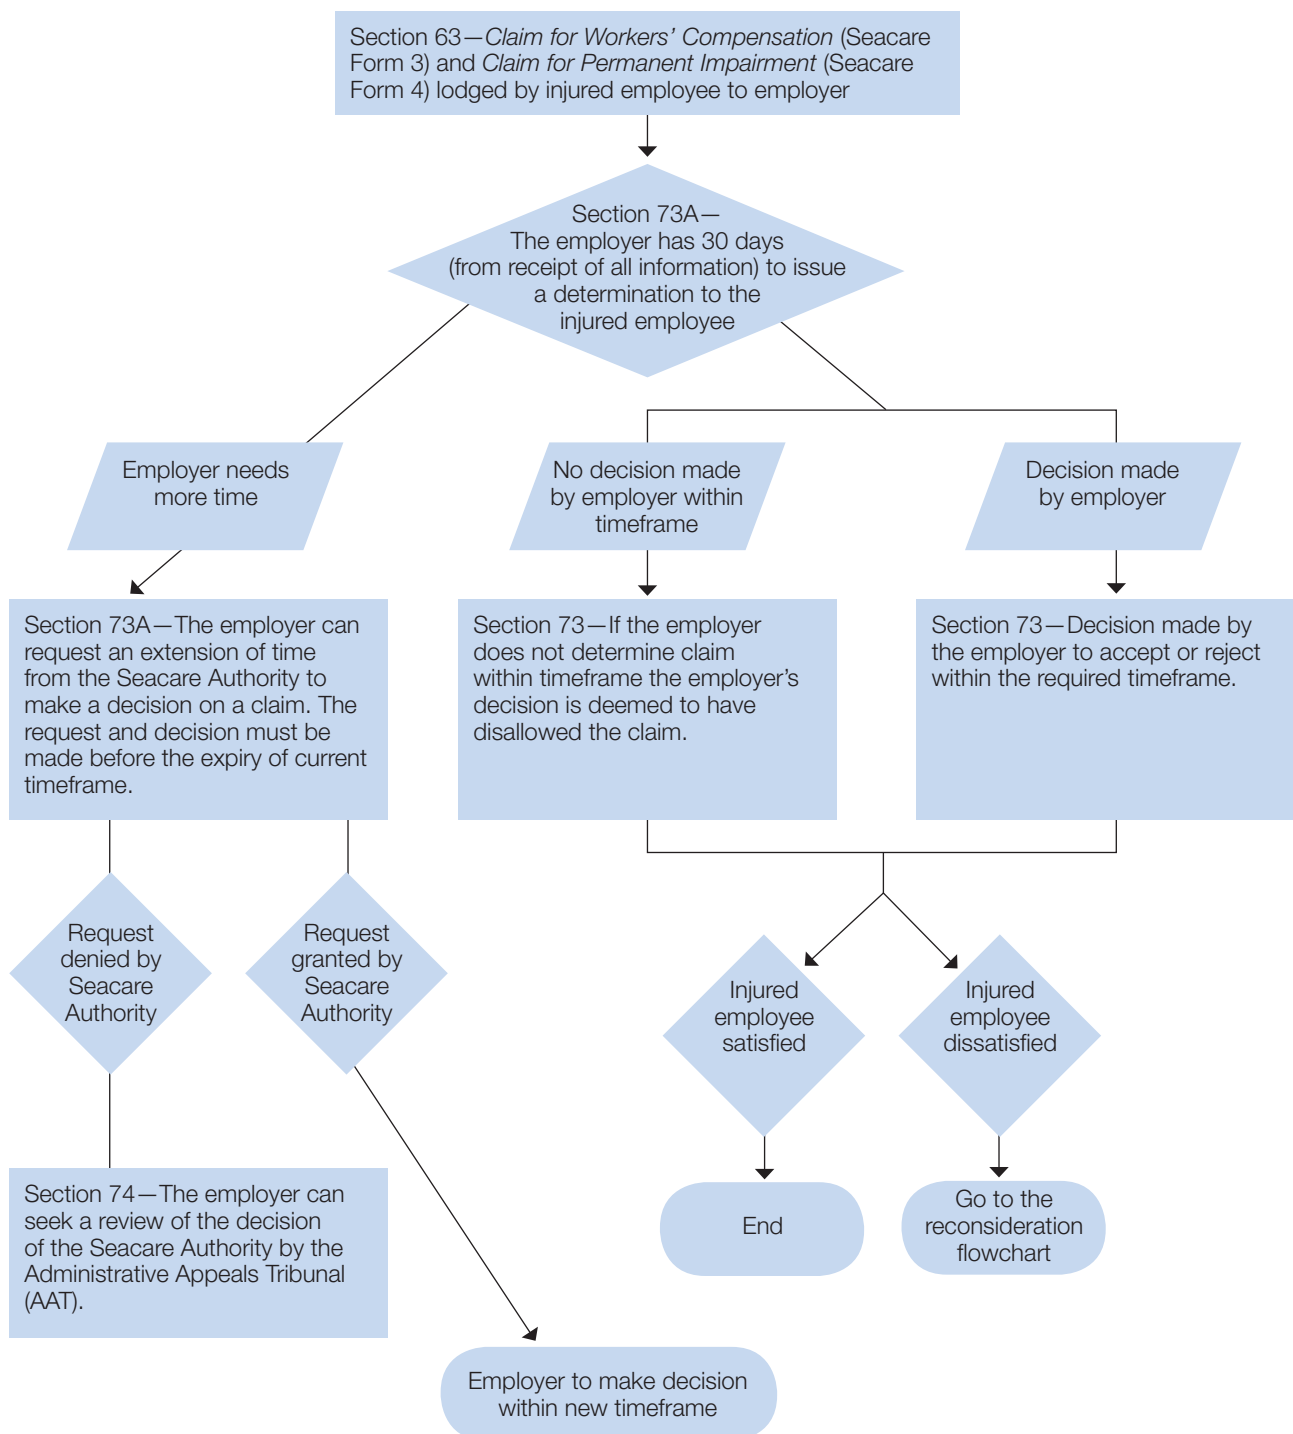 Section 63—Claim for Workers’ Compensation (Seacare
Form 3) and Claim for Permanent Impairment (Seacare
Form 4) lodged by injured employee to employer
Section 73A—
The employer has 30 days
(from receipt of all information) to issue
a determination to the
injured employee
Employer needs
more time
No decision made
by employer within
timeframe
Decision made
by employer
Section 73A—The employer can
request an extension of time
from the Seacare Authority to
make a decision on a claim. The
request and decision must be
made before the expiry of current
timeframe.
Section 73—If the employer
does not determine claim
within timeframe the employer’s
decision is deemed to have
disallowed the claim.
Section 73—Decision made by
the employer to accept or reject
within the required timeframe.
Request
denied by
Seacare
Authority
Request
granted by
Seacare
Authority
Injured
employee
satisfied
Injured
employee
dissatisfied
Section 74—The employer can
seek a review of the decision
of the Seacare Authority by the
Administrative Appeals Tribunal
(AAT).
End
Go to the
reconsideration
flowchart
Employer to make decision
within new timeframe